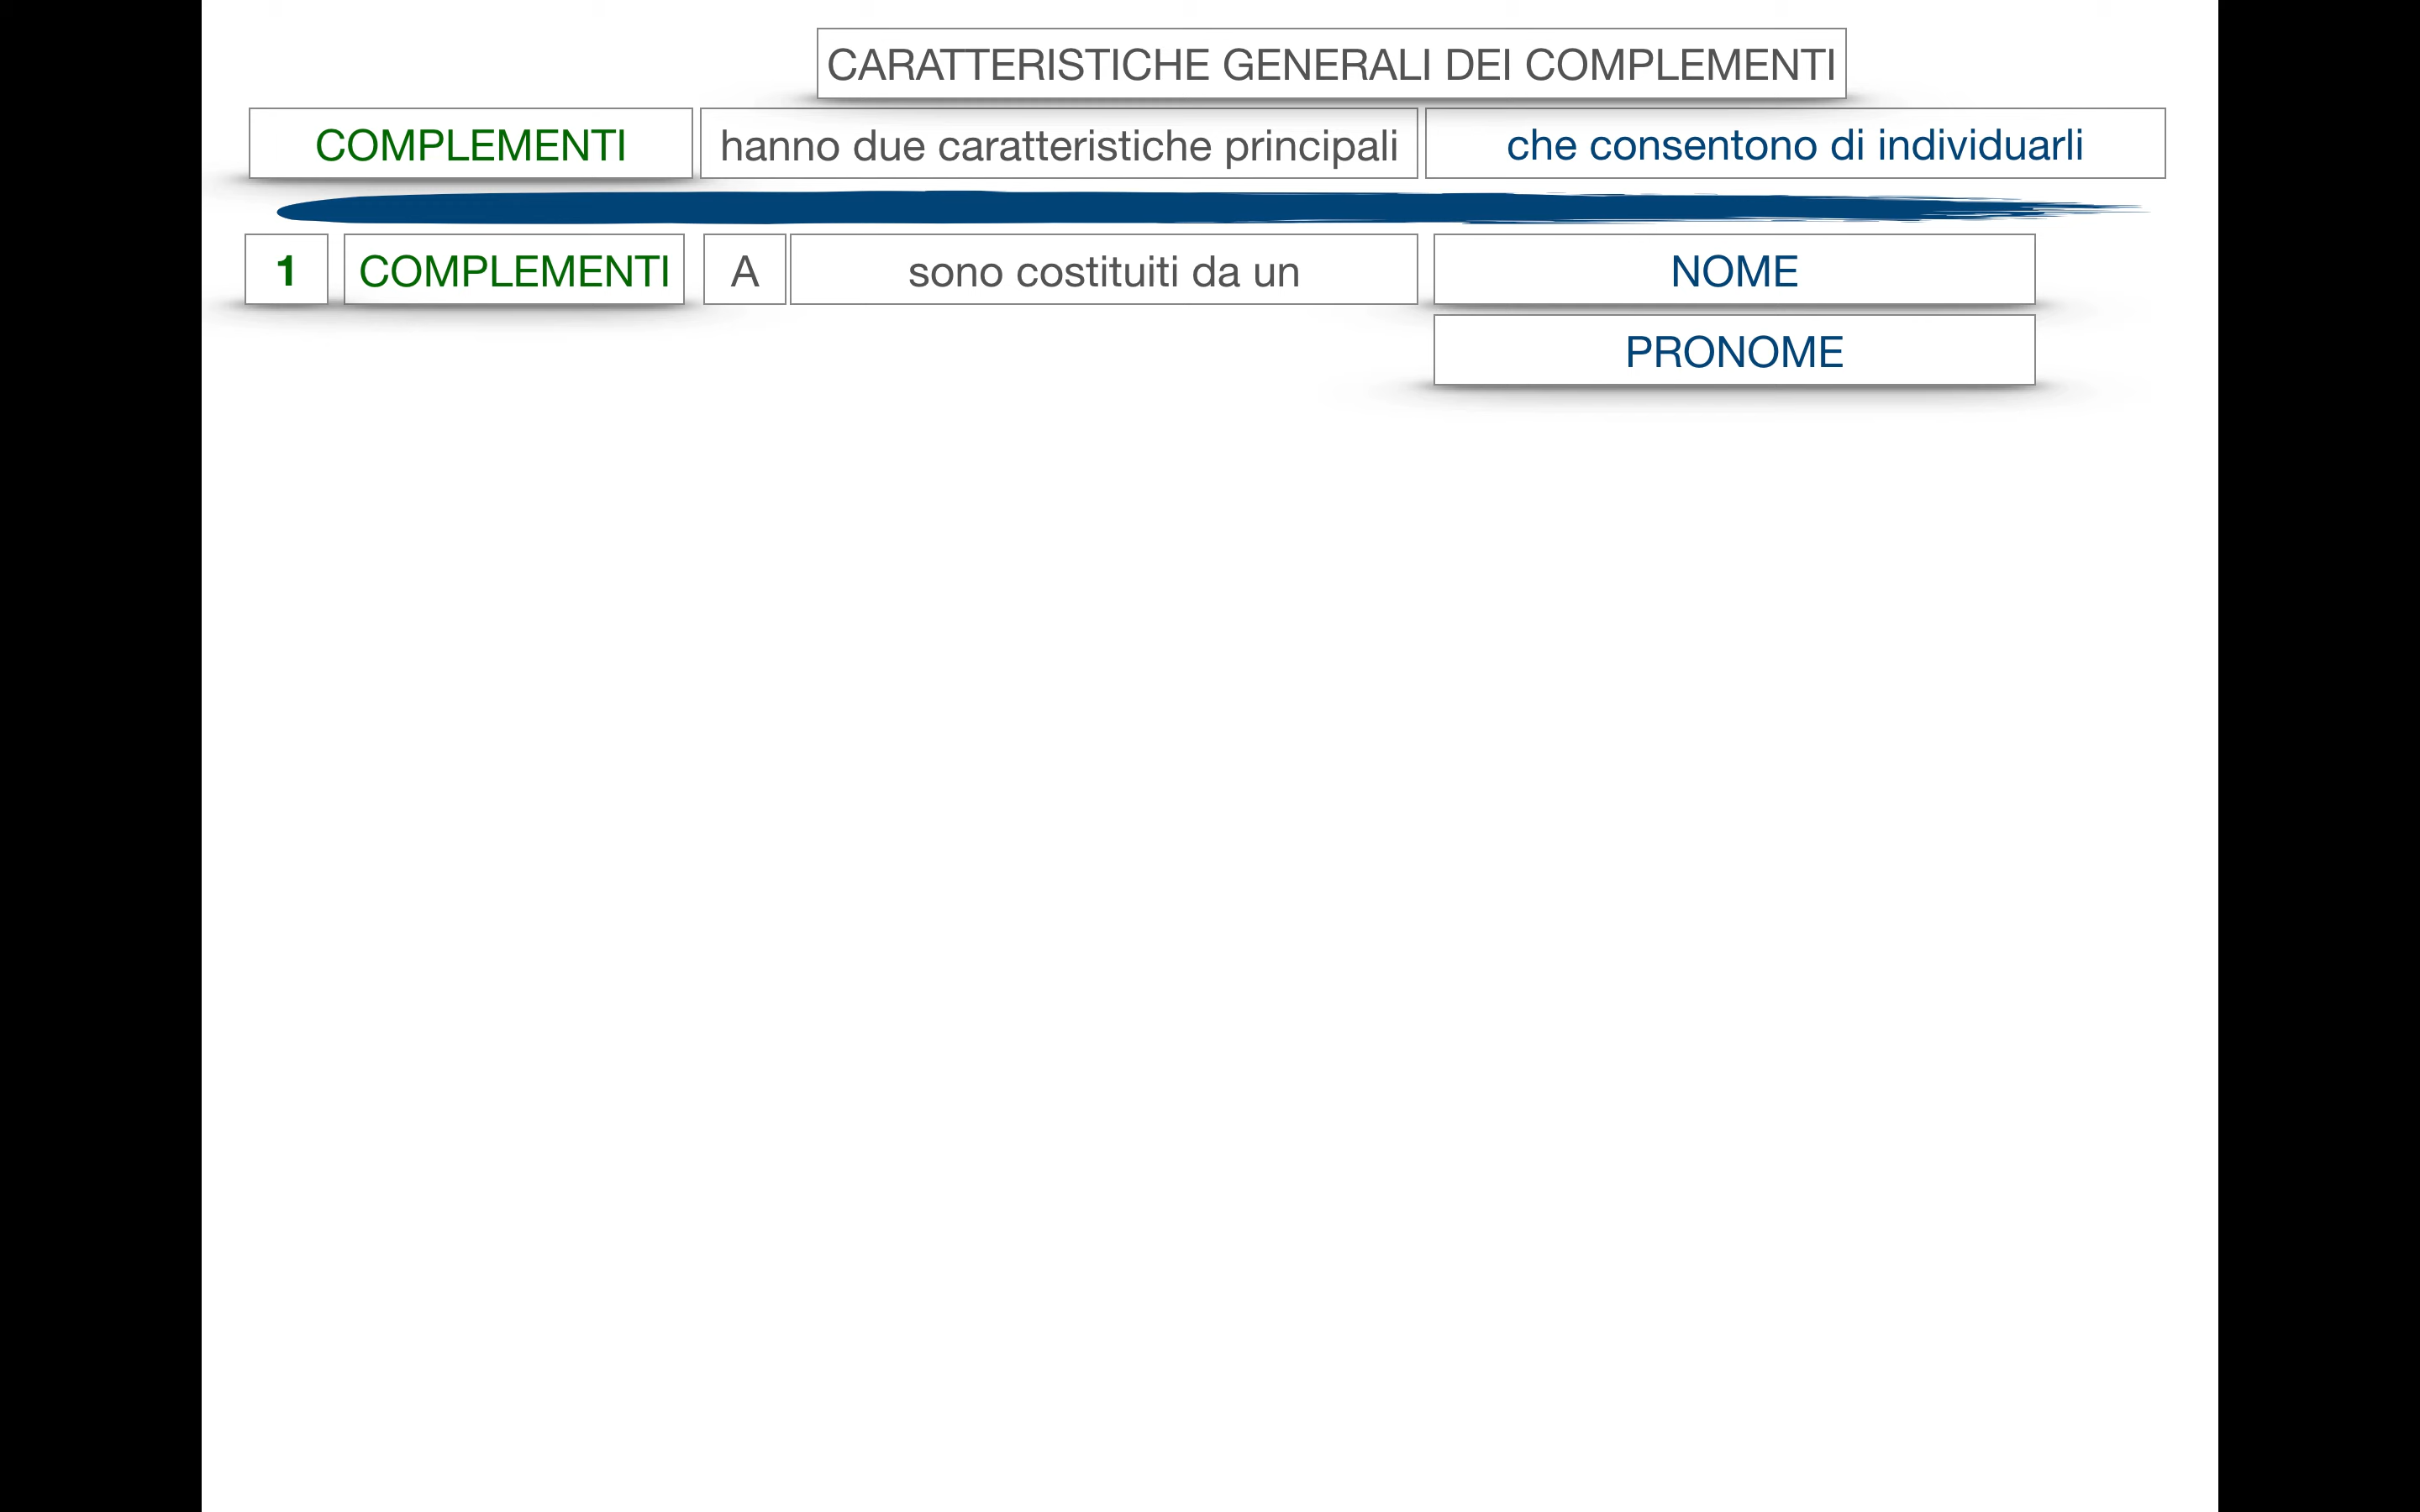 CARATTERISTICHE GENERALI DEI COMPLEMENTI
COMPLEMENTI hanno due caratteristiche principali che consentono di individuarli
1 COMPLEMENTI A sono costituiti da un NOME
PRONOME